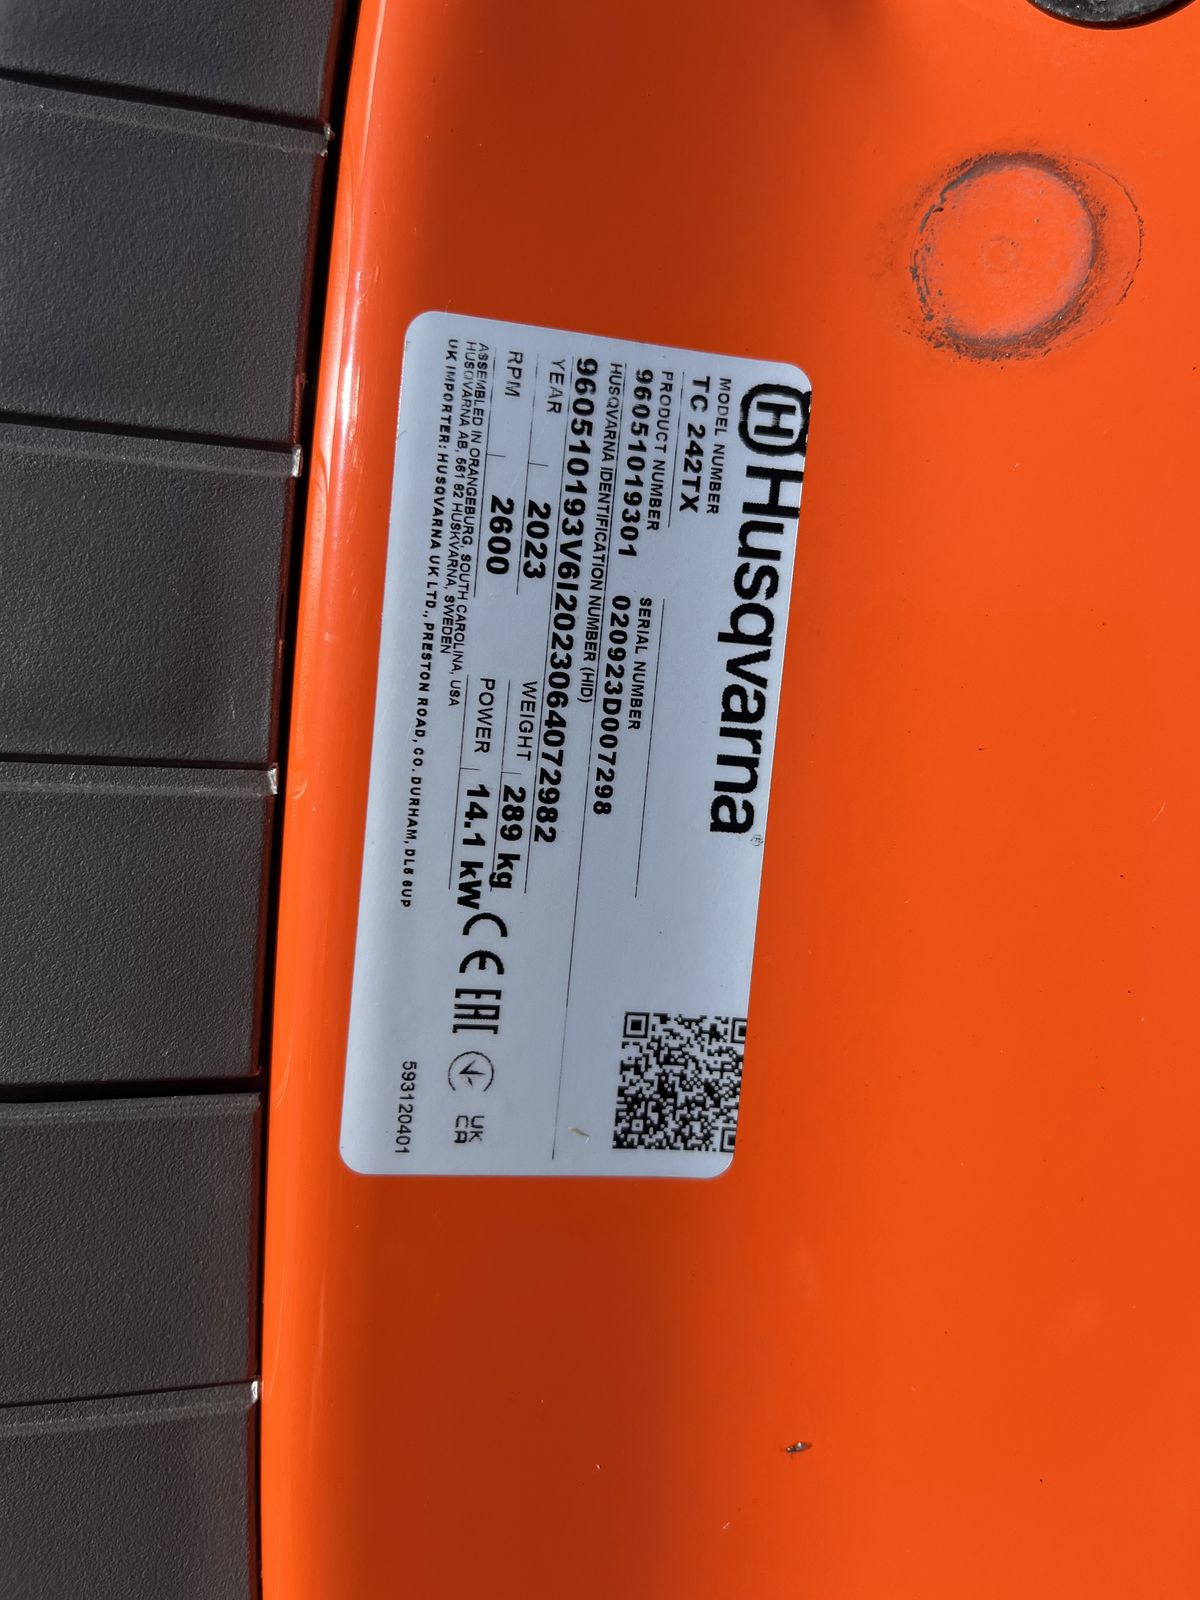 Husqvarna
MODEL NUMBER
TC 242TX
PRODUCT NUMBER
96051019301
SERIAL NUMBER
020923D007298
HUSQVARNA IDENTIFICATION NUMBER (HID)
960510193V6I2023064072982
YEAR 2023
WEIGHT 289 kg
RPM 2600
POWER 14.1 kW
CE EAC UK CA
ASSEMBLED IN ORANGEBURG, SOUTH CAROLINA, USA
HUSQVARNA AB, 561 82 HUSKVARNA, SWEDEN
UK IMPORTER: HUSQVARNA UK LTD., PRESTON ROAD, CO. DURHAM, DL5 6UP
593120401